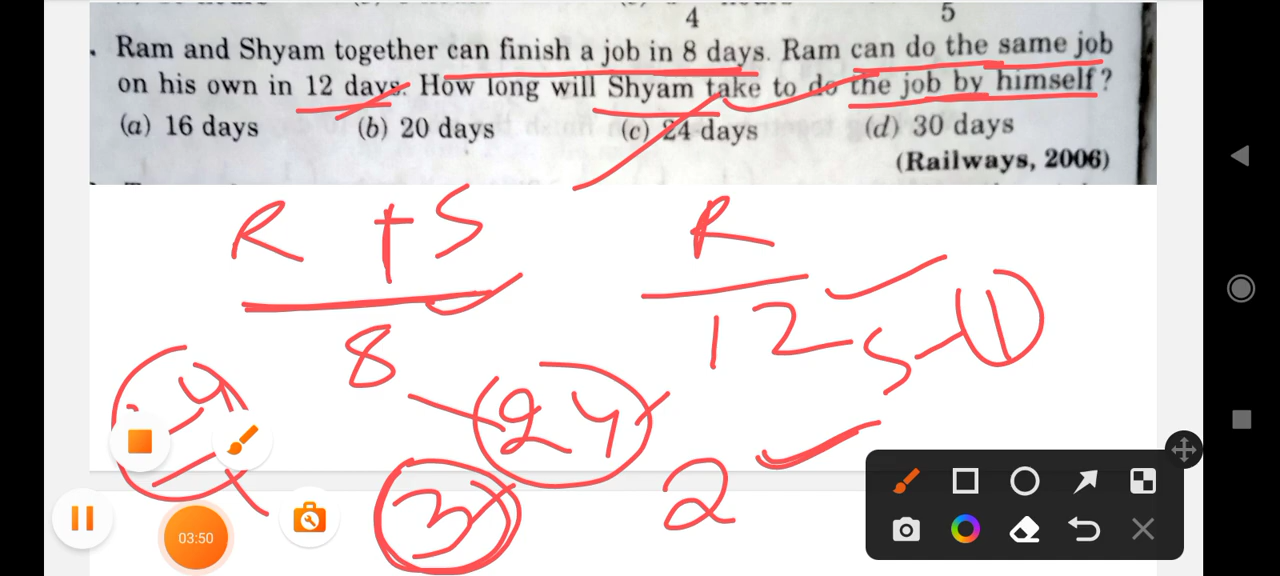 4 5
. Ram and Shyam together can finish a job in 8 days. Ram can do the same job
on his own in 12 days. How long will Shyam take to do the job by himself?
(a) 16 days (b) 20 days (c) 24 days (d) 30 days
(Railways, 2006)
R + S R
8 12 S - 1
24
3 2
03:50